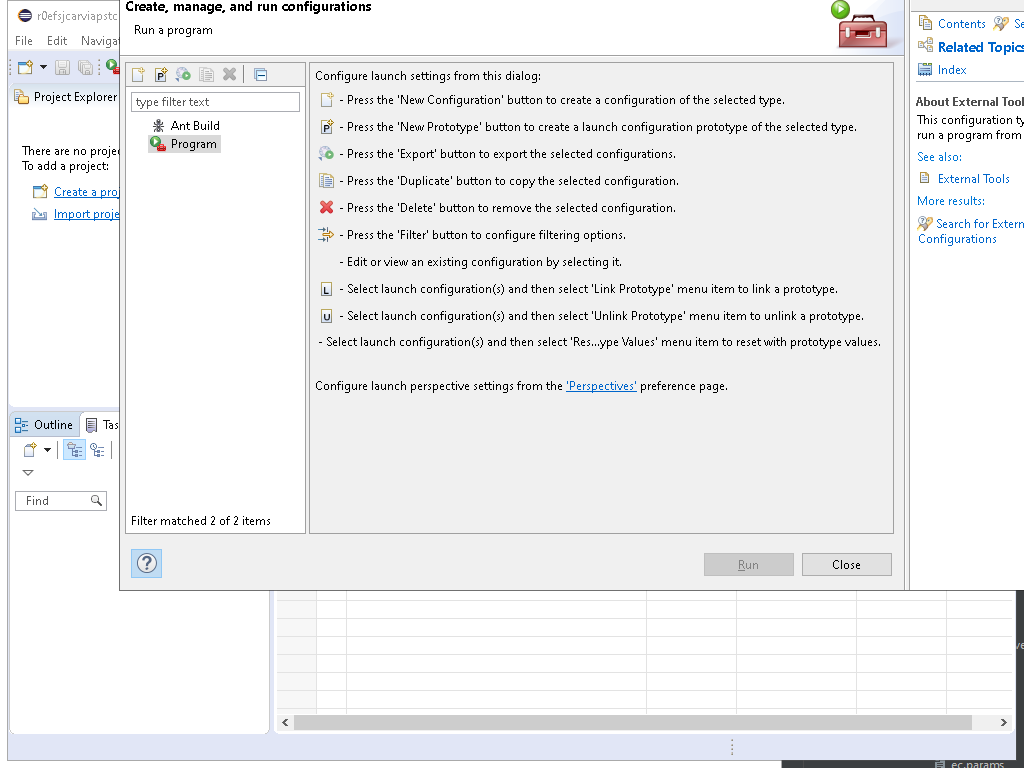 Create, manage, and run configurations
Run a program
r0efsjcarviapstc
File Edit Naviga
Project Explorer
There are no proje
To add a project:
Create a proj
Import proje
type filter text
Ant Build
Program
Filter matched 2 of 2 items
Configure launch settings from this dialog:
- Press the 'New Configuration' button to create a configuration of the selected type.
- Press the 'New Prototype' button to create a launch configuration prototype of the selected type.
- Press the 'Export' button to export the selected configurations.
- Press the 'Duplicate' button to copy the selected configuration.
- Press the 'Delete' button to remove the selected configuration.
- Press the 'Filter' button to configure filtering options.
- Edit or view an existing configuration by selecting it.
- Select launch configuration(s) and then select 'Link Prototype' menu item to link a prototype.
- Select launch configuration(s) and then select 'Unlink Prototype' menu item to unlink a prototype.
- Select launch configuration(s) and then select 'Res...ype Values' menu item to reset with prototype values.
Configure launch perspective settings from the 'Perspectives' preference page.
Run
Close
Contents Se
Related Topics
Index
About External Tool
This configuration ty
run a program from
See also:
External Tools
More results:
Search for Extern
Configurations
Outline Tas
Find
ve
ec.params